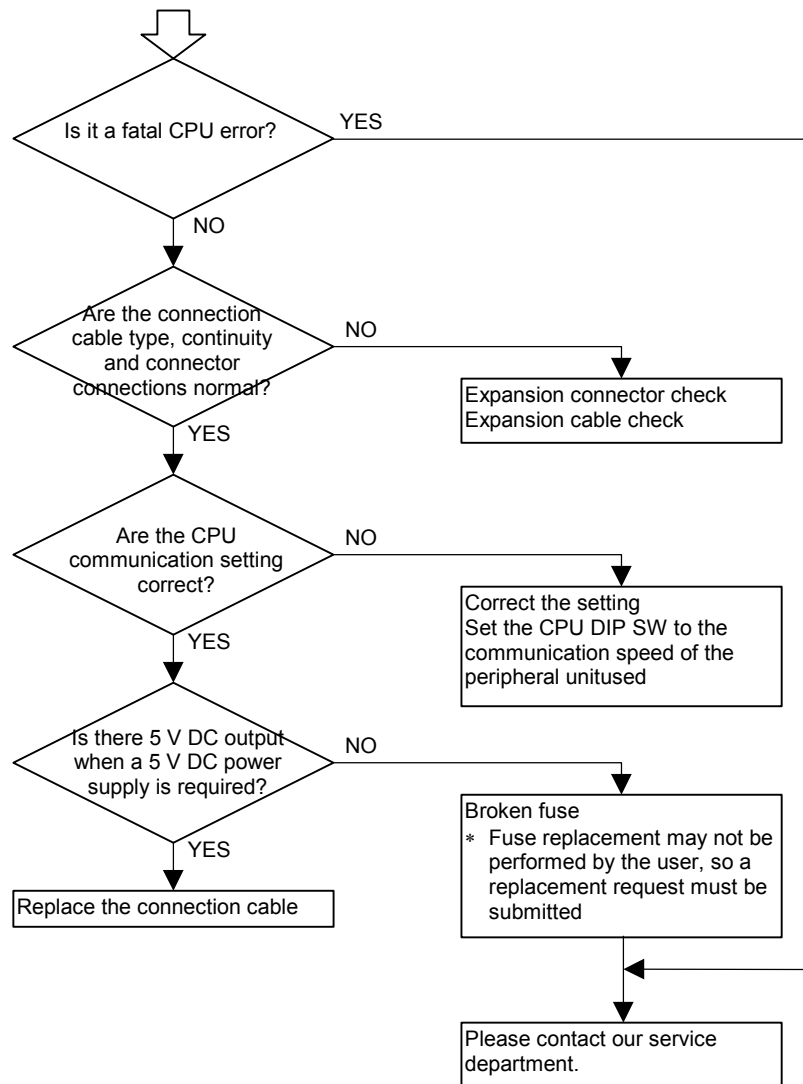 Is it a fatal CPU error?
YES
NO
Are the connection
cable type, continuity
and connector
connections normal?
NO
Expansion connector check
Expansion cable check
YES
Are the CPU
communication setting
correct?
NO
Correct the setting
Set the CPU DIP SW to the
communication speed of the
peripheral unitused
YES
Is there 5 V DC output
when a 5 V DC power
supply is required?
NO
Broken fuse
* Fuse replacement may not be
performed by the user, so a
replacement request must be
submitted
YES
Replace the connection cable
Please contact our service
department.